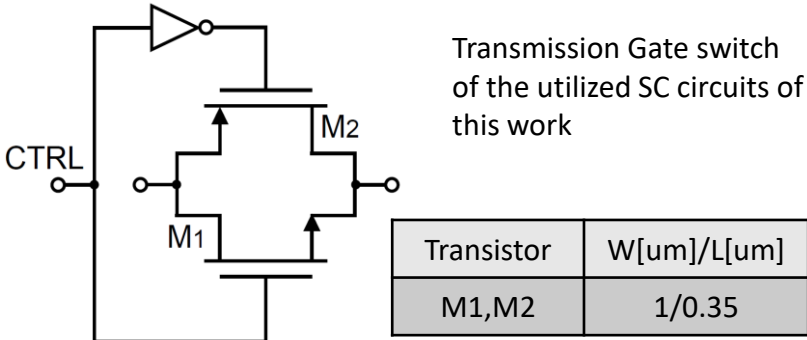 Transmission Gate switch
of the utilized SC circuits of
this work
M2
CTRL
M1
Transistor W[um]/L[um]
M1,M2 1/0.35